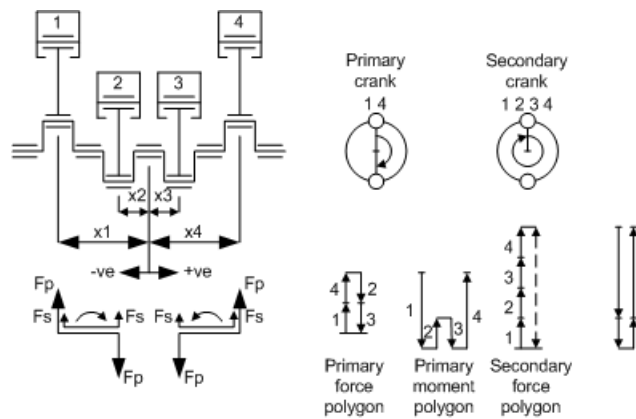 1
4
2
3
x2
x3
x1
x4
-ve
+ve
Fp
Fp
Fs
Fs
Fs
Fs
Fp
Fp
Primary
crank
1 4
Secondary
crank
1 2 3 4
4
2
1
3
Primary
force
polygon
1
2
3
4
Primary
moment
polygon
4
3
2
1
Secondary
force
polygon